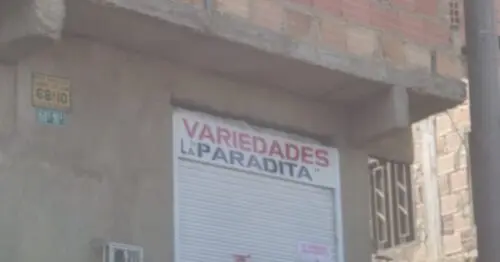 68-10
VARIEDADES
"LA PARADITA"